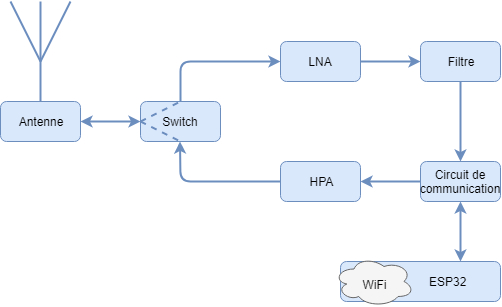 LNA
Filtre
Antenne
Switch
HPA
Circuit de
communication
WiFi
ESP32